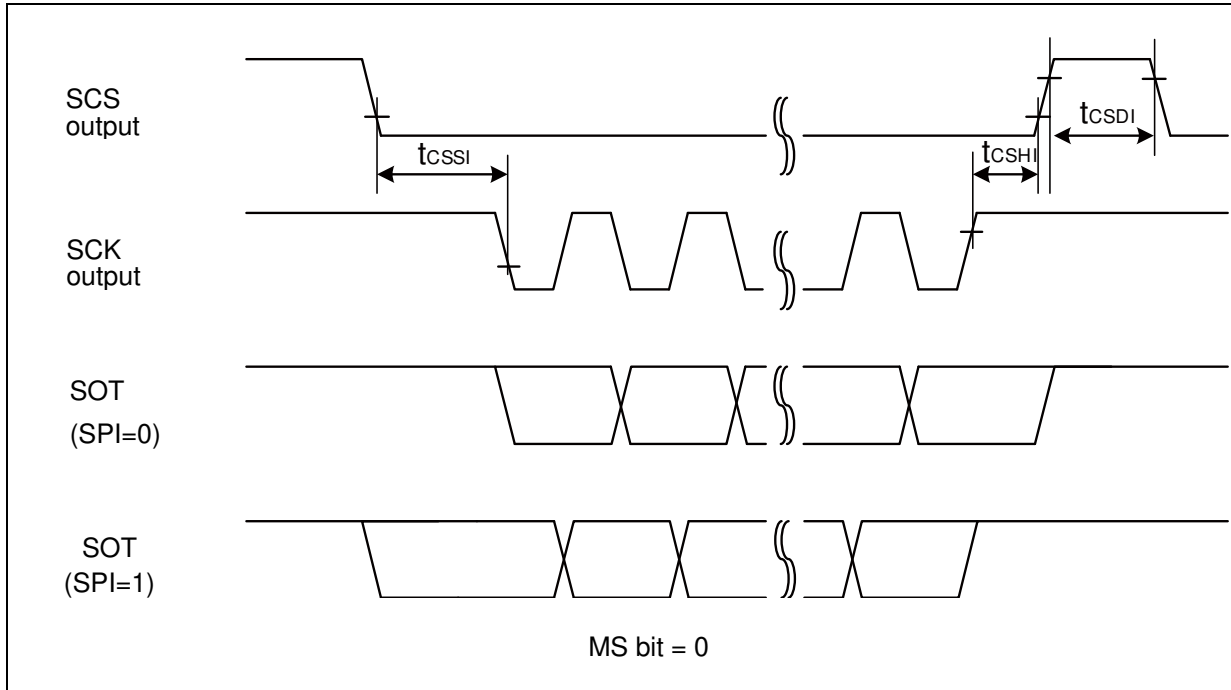 SCS
output
tCSSI
tCSHI
tCSDI
SCK
output
SOT
(SPI=0)
SOT
(SPI=1)
MS bit = 0